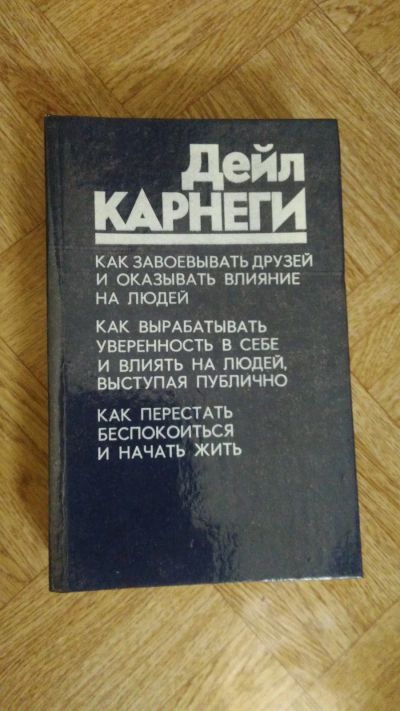 Дейл
КАРНЕГИ
КАК ЗАВОЕВЫВАТЬ ДРУЗЕЙ
И ОКАЗЫВАТЬ ВЛИЯНИЕ
НА ЛЮДЕЙ
КАК ВЫРАБАТЫВАТЬ
УВЕРЕННОСТЬ В СЕБЕ
И ВЛИЯТЬ НА ЛЮДЕЙ,
ВЫСТУПАЯ ПУБЛИЧНО
КАК ПЕРЕСТАТЬ
БЕСПОКОИТЬСЯ
И НАЧАТЬ ЖИТЬ